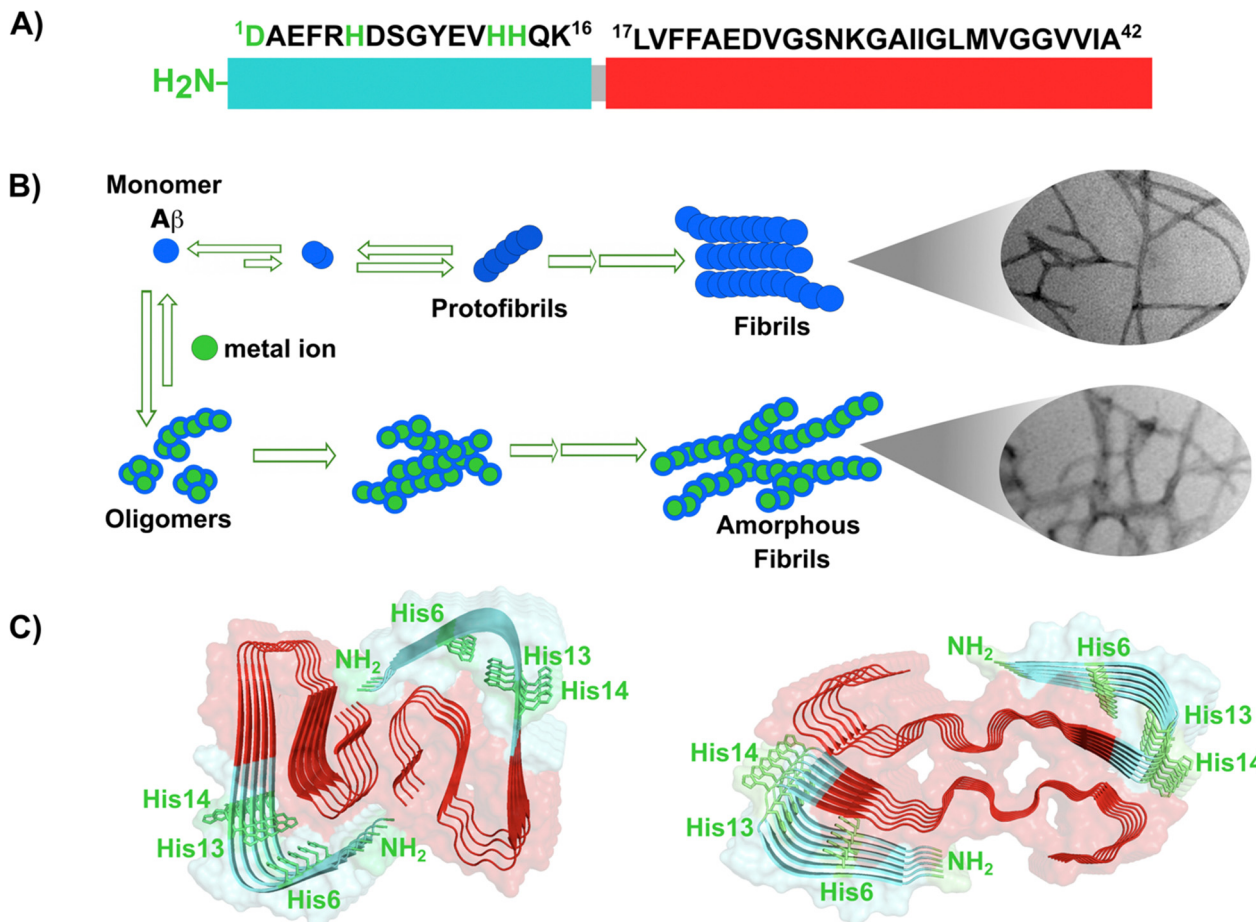 A)
¹DAEFRHDSGYEVHHQK¹⁶ ¹⁷LVFFAEDVGSNKGAIIGLMVGGVVIA⁴²
H₂N-
B)
Monomer
Aβ
Protofibrils
Fibrils
metal ion
Oligomers
Amorphous
Fibrils
C)
His6
NH₂
His13
His14
His14
His13
NH₂
His6
NH₂
His6
His13
His14
His14
His13
NH₂
His6